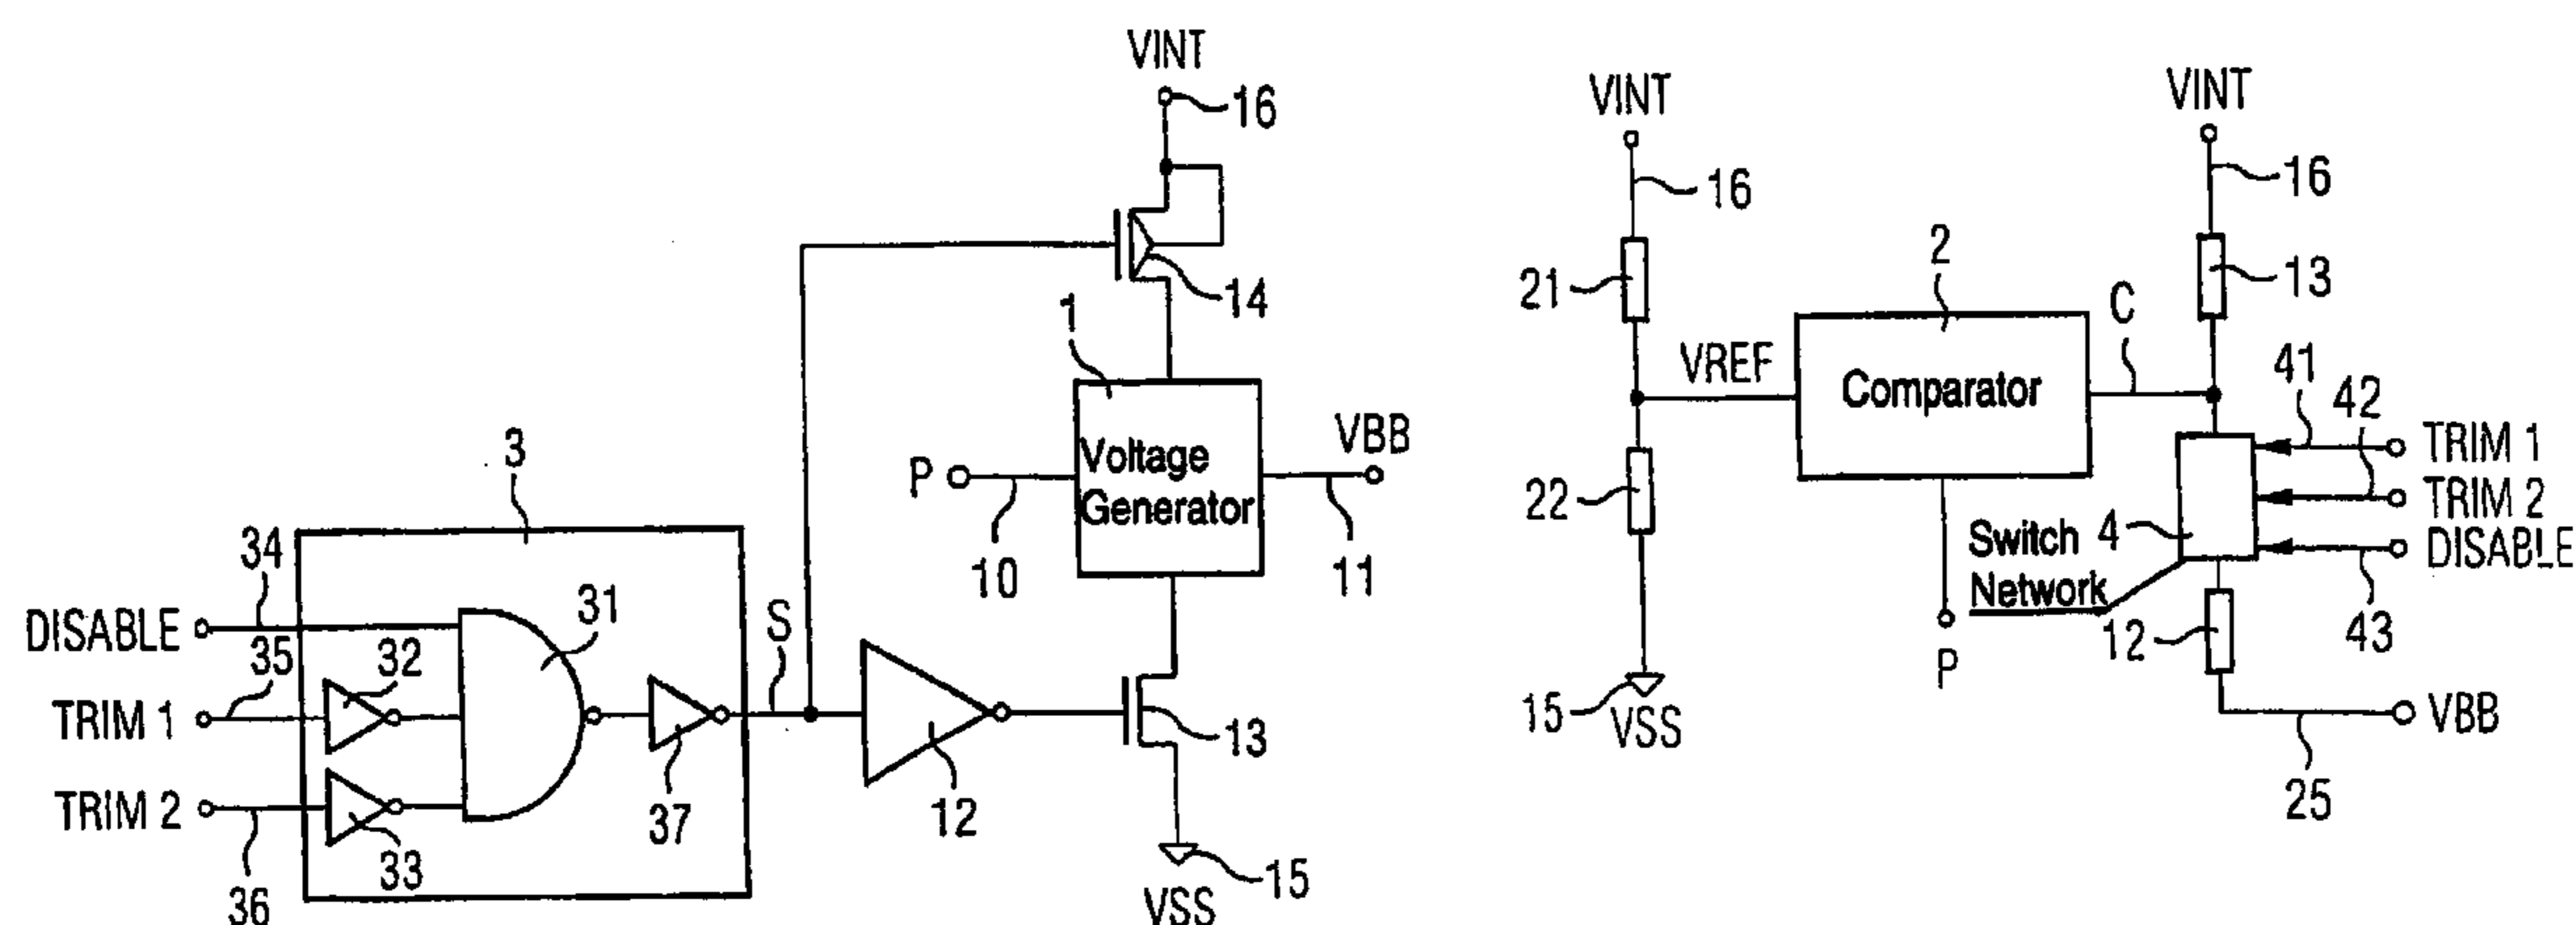 VINT
16
14
1
Voltage
Generator
P
10
VBB
11
3
34
DISABLE
35
32
31
S
TRIM 1
37
12
13
TRIM 2
33
36
15
VSS
VINT
16
21
2
Comparator
VREF
C
22
15
VSS
P
VINT
16
13
41
42
TRIM 1
TRIM 2
DISABLE
43
Switch
Network
4
12
VBB
25